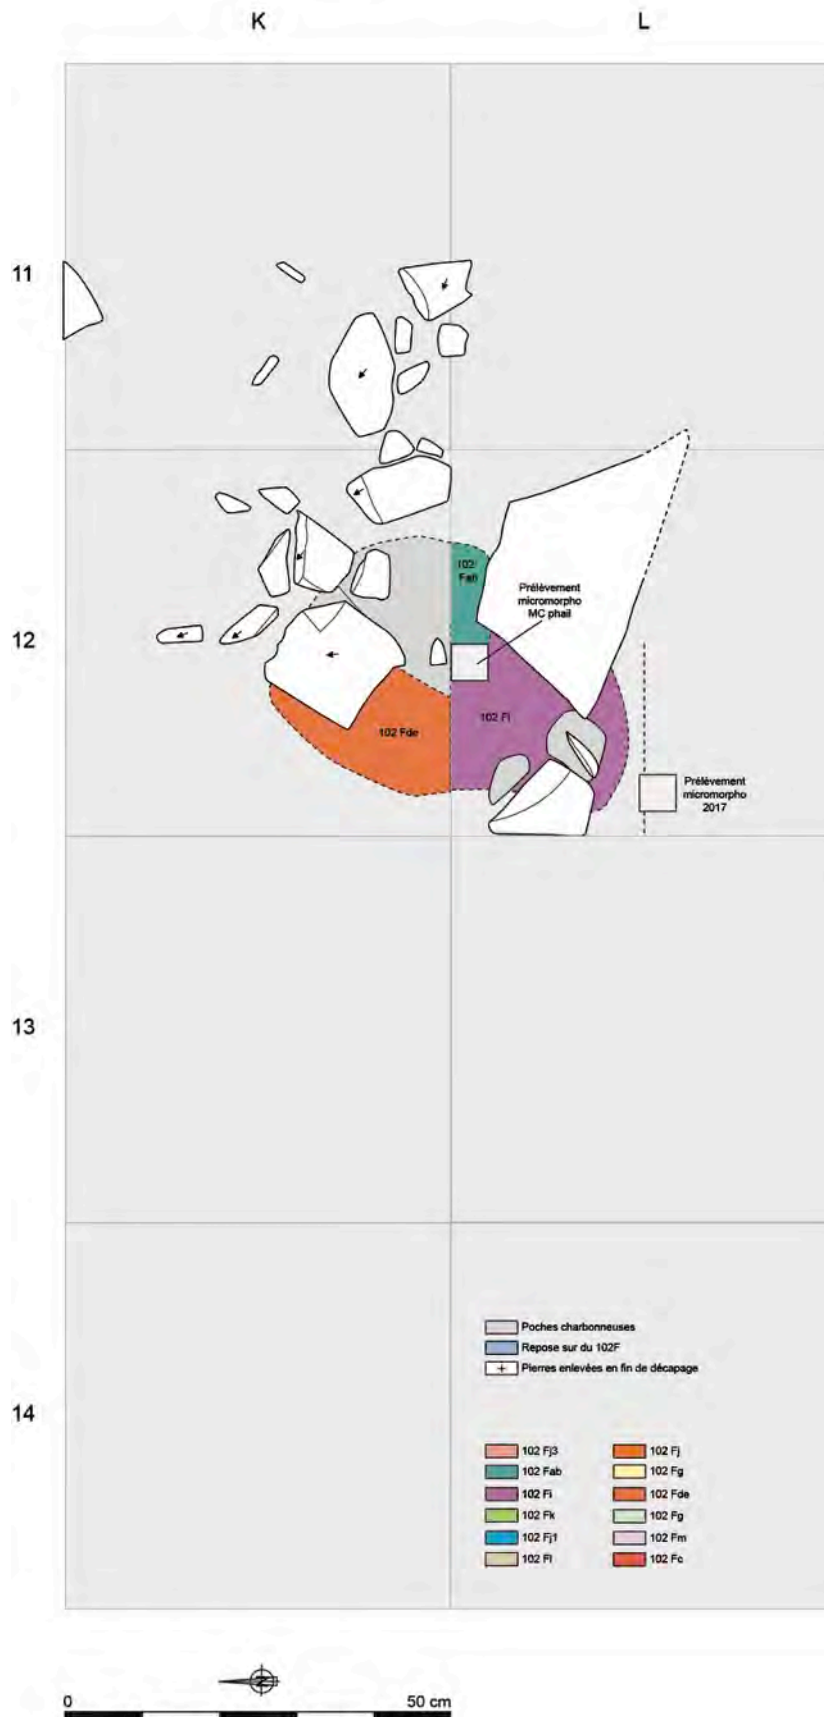 K
L
11
102
Fab
Prélèvement
micromorpho
MC phail
12
102 Fi
102 Fde
Prélèvement
micromorpho
2017
13
Poches charbonneuses
Repose sur du 102F
Pierres enlevées en fin de décapage
14
102 Fj3
102 Fj
102 Fab
102 Fg
102 Fi
102 Fde
102 Fk
102 Fg
102 Fj1
102 Fm
102 Fl
102 Fc
N
0
50 cm